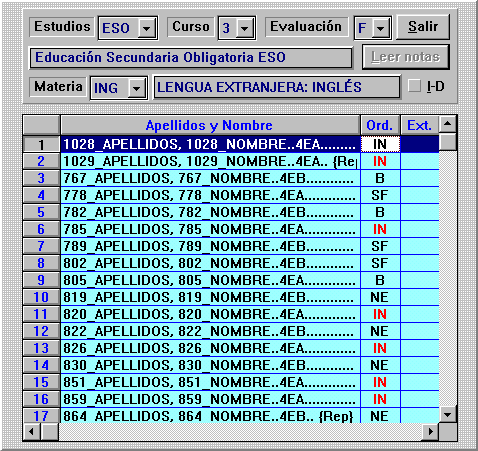 Estudios ESO Curso 3 Evaluación F Salir
Educación Secundaria Obligatoria ESO Leer notas
Materia ING LENGUA EXTRANJERA: INGLÉS I-D
Apellidos y Nombre Ord. Ext.
1 1028_APELLIDOS, 1028_NOMBRE..4EA......... IN
2 1029_APELLIDOS, 1029_NOMBRE..4EA.. {Rep IN
3 767_APELLIDOS, 767_NOMBRE..4EB............ B
4 778_APELLIDOS, 778_NOMBRE..4EA............ SF
5 782_APELLIDOS, 782_NOMBRE..4EB............ B
6 785_APELLIDOS, 785_NOMBRE..4EA............ IN
7 789_APELLIDOS, 789_NOMBRE..4EB............ SF
8 802_APELLIDOS, 802_NOMBRE..4EB............ SF
9 805_APELLIDOS, 805_NOMBRE..4EA............ B
10 819_APELLIDOS, 819_NOMBRE..4EB............ NE
11 820_APELLIDOS, 820_NOMBRE..4EA............ IN
12 822_APELLIDOS, 822_NOMBRE..4EB............ NE
13 826_APELLIDOS, 826_NOMBRE..4EA............ IN
14 830_APELLIDOS, 830_NOMBRE..4EB............ NE
15 851_APELLIDOS, 851_NOMBRE..4EA............ IN
16 859_APELLIDOS, 859_NOMBRE..4EA............ IN
17 864_APELLIDOS, 864_NOMBRE..4EB.. {Rep} NE